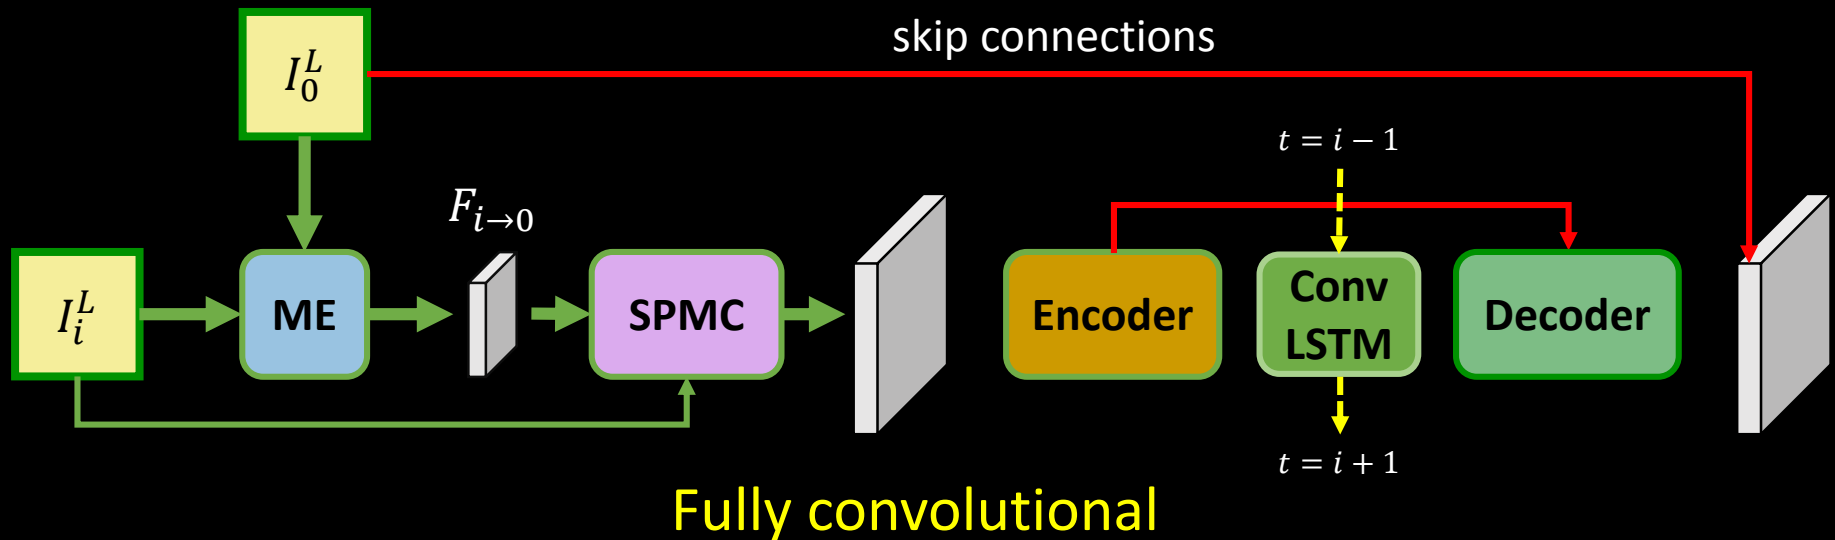 skip connections
I_0^L
t = i − 1
F_{i→0}
I_i^L
ME
SPMC
Encoder
Conv
LSTM
Decoder
t = i + 1
Fully convolutional